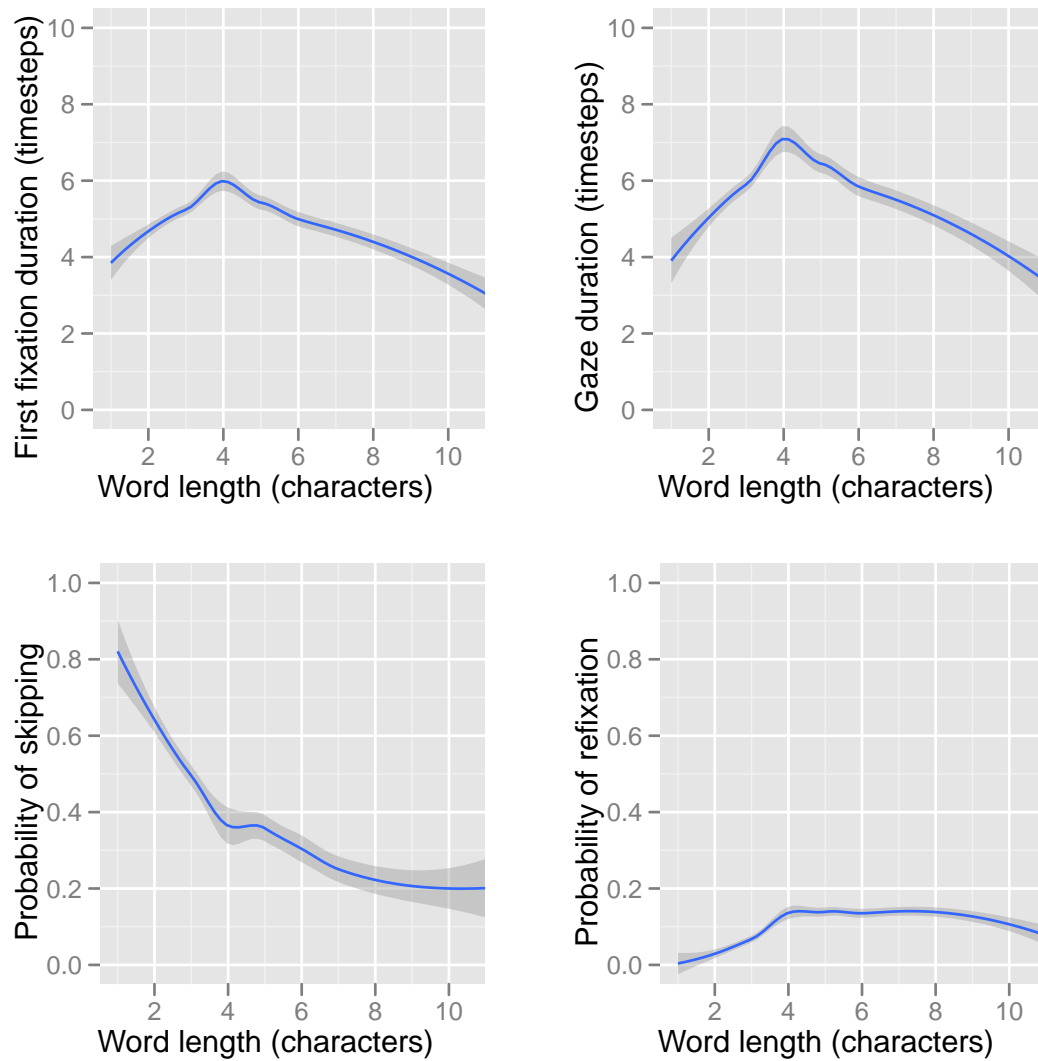 First fixation duration (timesteps)
10
8
6
4
2
0
2 4 6 8 10
Word length (characters)
Gaze duration (timesteps)
10
8
6
4
2
0
2 4 6 8 10
Word length (characters)
Probability of skipping
1.0
0.8
0.6
0.4
0.2
0.0
2 4 6 8 10
Word length (characters)
Probability of refixation
1.0
0.8
0.6
0.4
0.2
0.0
2 4 6 8 10
Word length (characters)